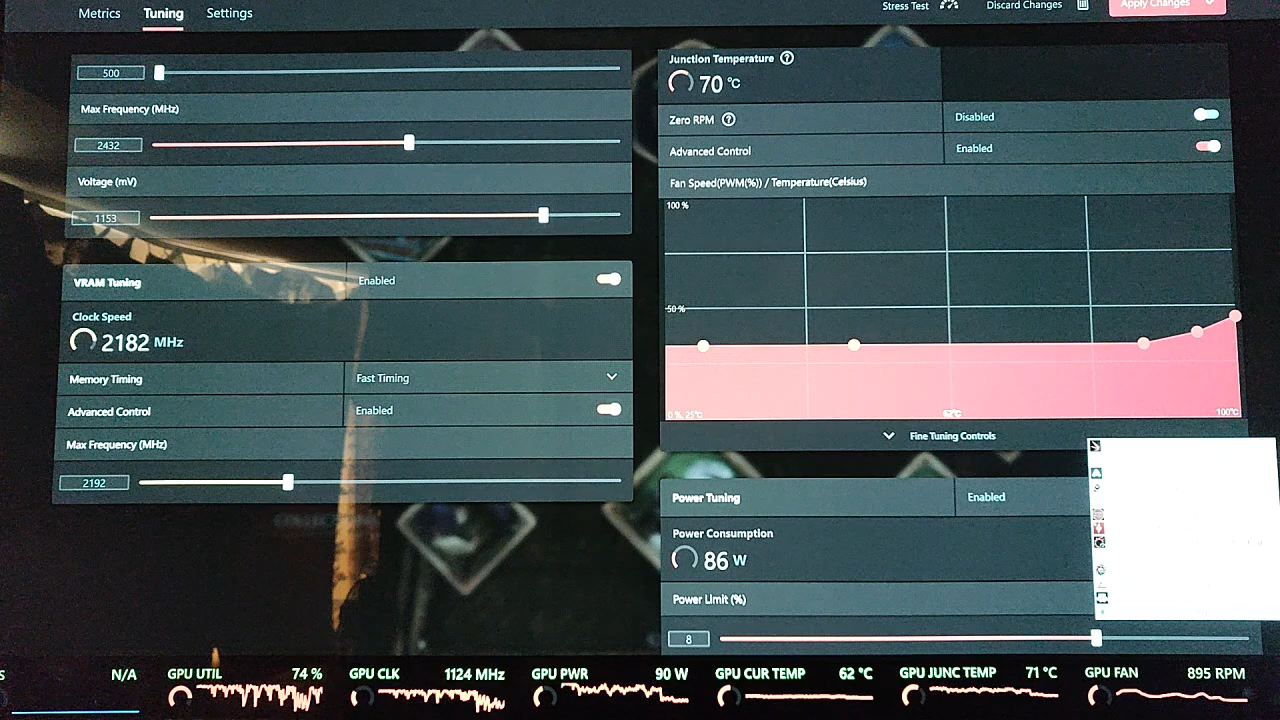 Metrics Tuning Settings
Stress Test Discard Changes Apply Changes
500
Max Frequency (MHz)
2432
Voltage (mV)
1153
VRAM Tuning Enabled
Clock Speed
2182 MHz
Memory Timing Fast Timing
Advanced Control Enabled
Max Frequency (MHz)
2192
Junction Temperature ?
70 °C
Zero RPM ? Disabled
Advanced Control Enabled
Fan Speed(PWM(%)) / Temperature(Celsius)
100 %
50 %
0 %, 25°C 62°C 100°C
Fine Tuning Controls
Power Tuning Enabled
Power Consumption
86 W
Power Limit (%)
8
S N/A GPU UTIL 74 % GPU CLK 1124 MHz GPU PWR 90 W GPU CUR TEMP 62 °C GPU JUNC TEMP 71 °C GPU FAN 895 RPM